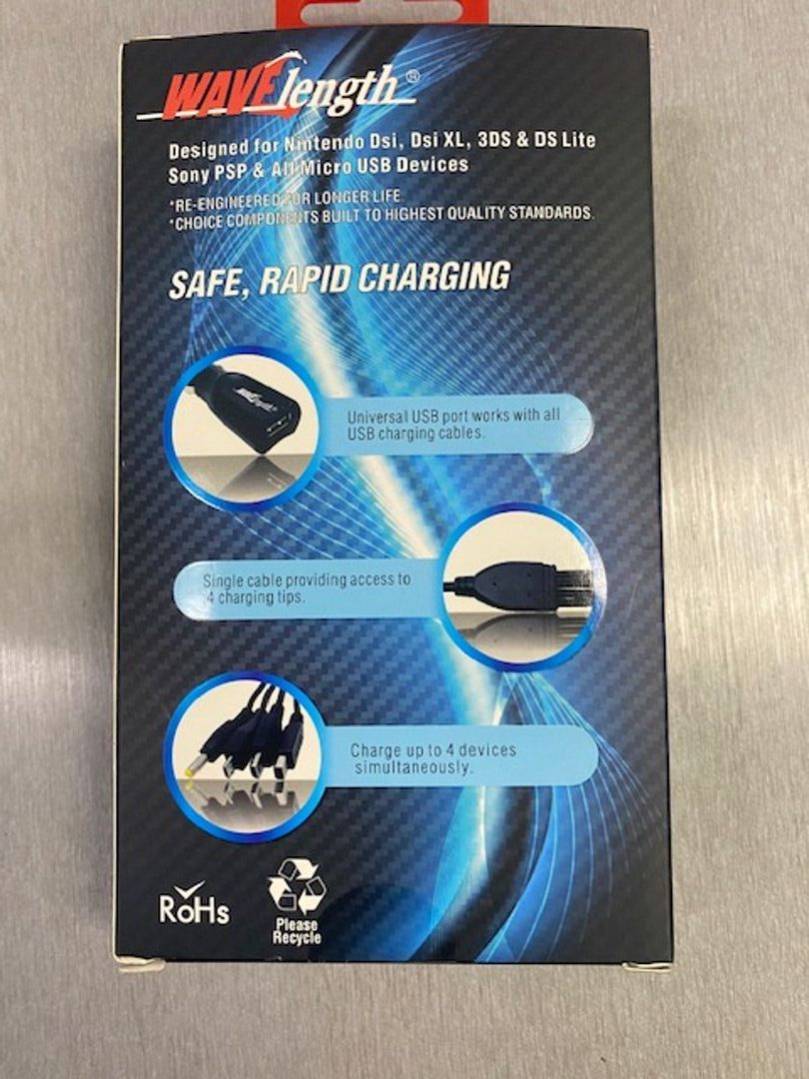 WAVElength®
Designed for Nintendo Dsi, Dsi XL, 3DS & DS Lite
Sony PSP & All Micro USB Devices
*RE-ENGINEERED FOR LONGER LIFE.
*CHOICE COMPONENTS BUILT TO HIGHEST QUALITY STANDARDS.
SAFE, RAPID CHARGING
WAVElength
Universal USB port works with all
USB charging cables.
Single cable providing access to
4 charging tips.
Charge up to 4 devices
simultaneously.
RoHs
Please
Recycle